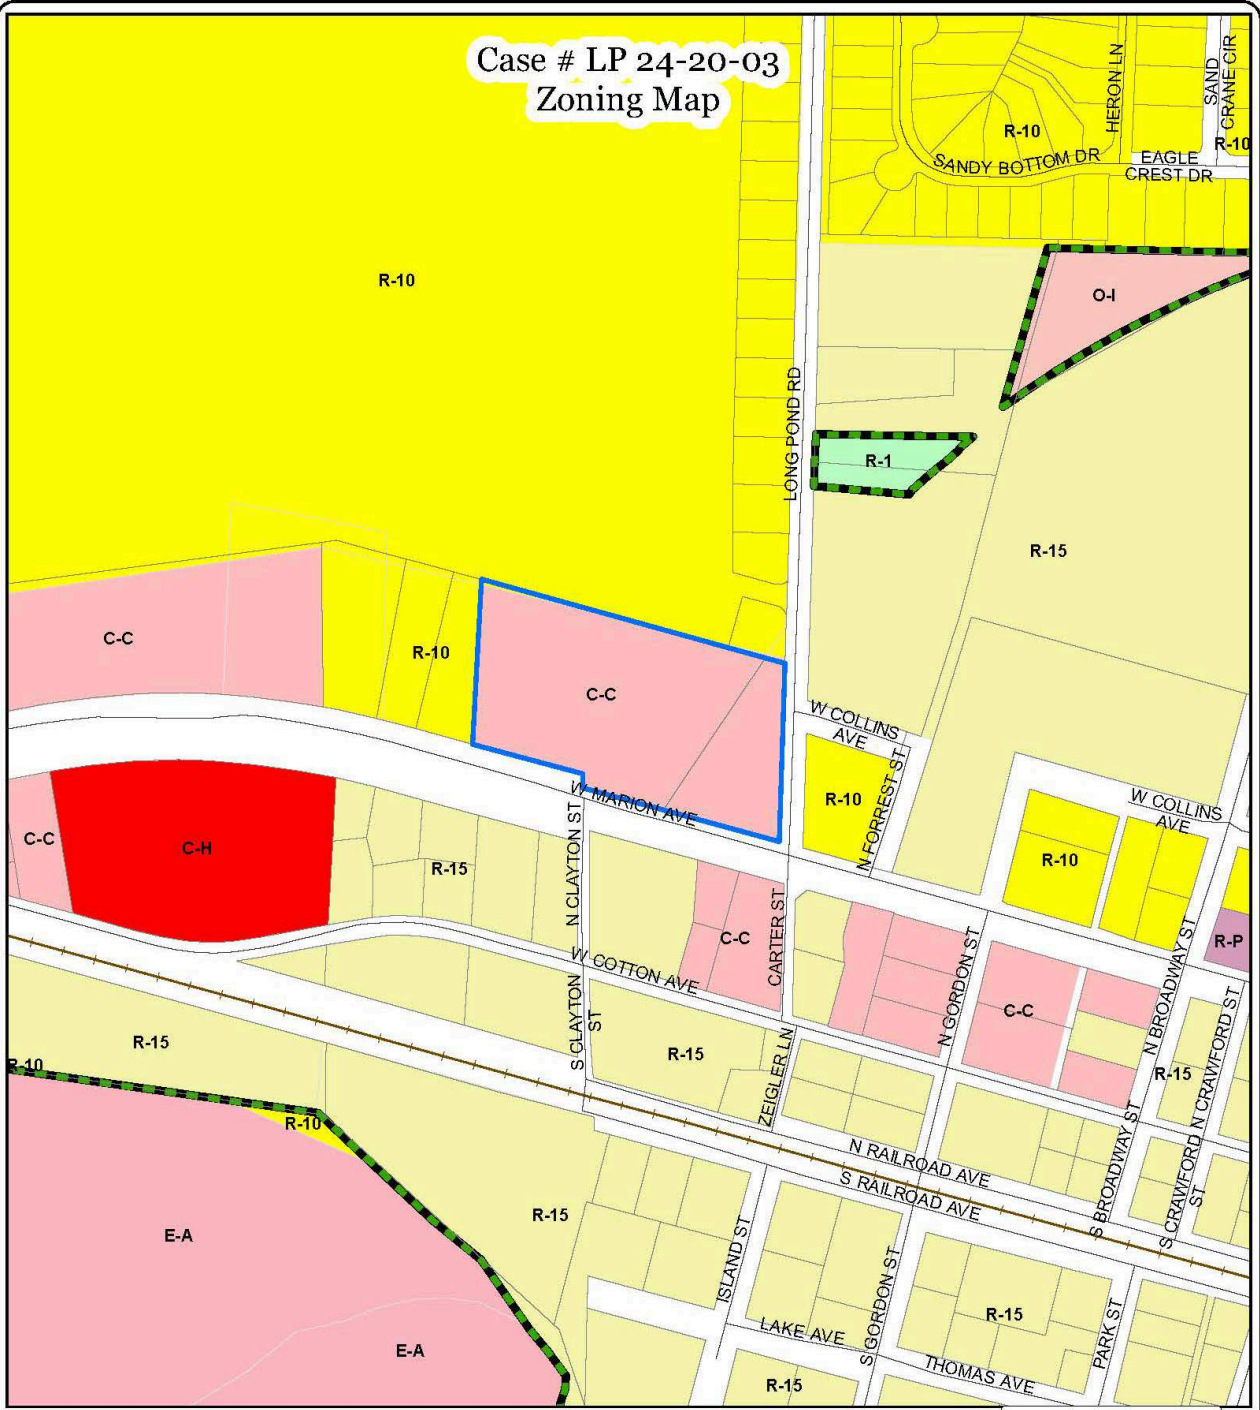 Case # LP 24-20-03
Zoning Map
HERON LN
SAND
CRANE CIR
R-10
R-10
SANDY BOTTOM DR
EAGLE
CREST DR
R-10
O-I
LONG POND RD
R-1
R-15
C-C
R-10
C-C
W COLLINS
AVE
N FORREST ST
R-10
W MARION AVE
W COLLINS
AVE
C-C
C-H
R-15
N CLAYTON ST
R-10
C-C
CARTER ST
N GORDON ST
N BROADWAY ST
R-P
W COTTON AVE
C-C
S CLAYTON
ST
R-15
R-15
ZEIGLER LN
R-15
N CRAWFORD ST
R-10
R-10
N RAILROAD AVE
S RAILROAD AVE
S BROADWAY ST
S CRAWFORD
ST
R-15
E-A
ISLAND ST
S GORDON ST
R-15
PARK ST
LAKE AVE
E-A
THOMAS AVE
R-15